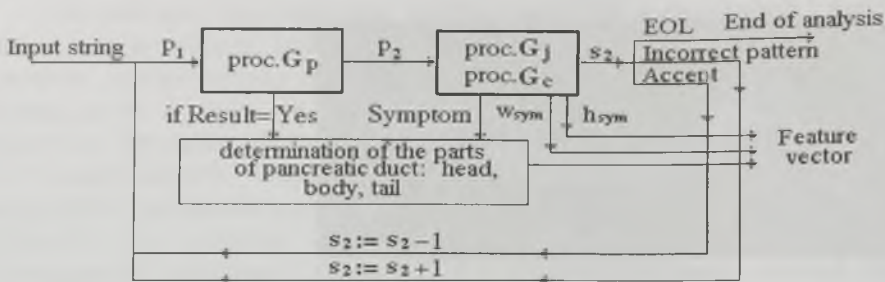 EOL End of analysis
Input string P1 proc.Gp P2 proc.Gj s2 Incorrect pattern
proc.Ge Accept
if Result= Yes Symptom wsym hsym
determination of the parts
of pancreatic duct: head,
body, tail
Feature
vector
s2:= s2-1
s2:= s2+1